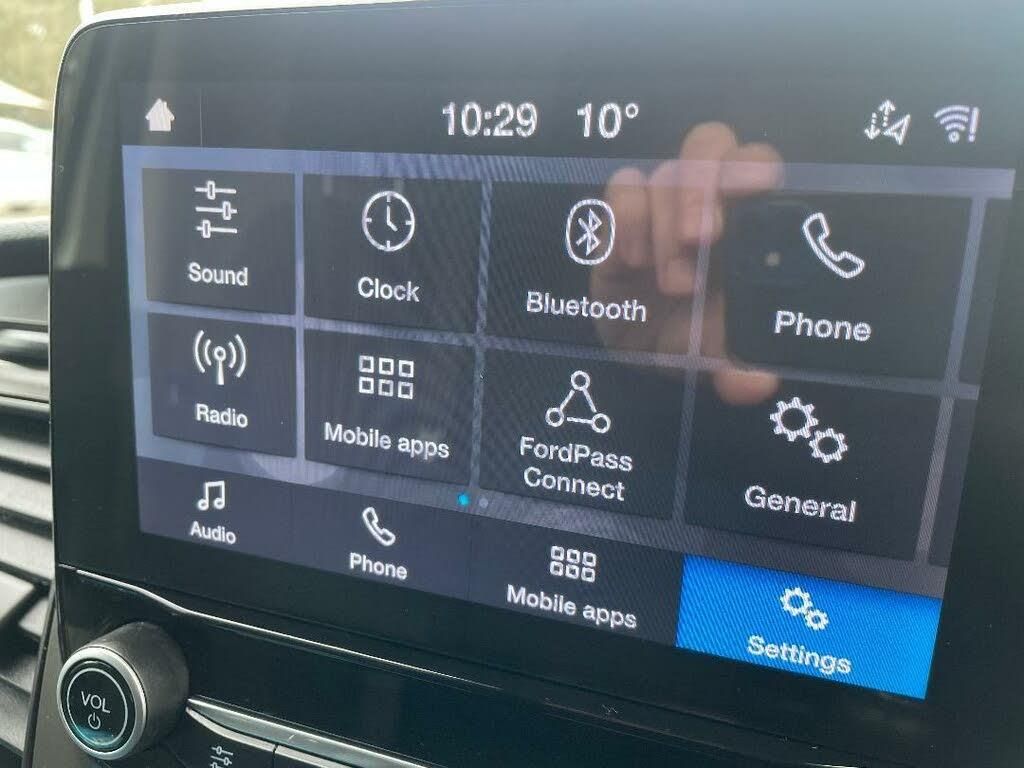 10:29 10°
Sound
Clock
Bluetooth
Phone
Radio
Mobile apps
FordPass
Connect
General
Audio
Phone
Mobile apps
Settings
VOL